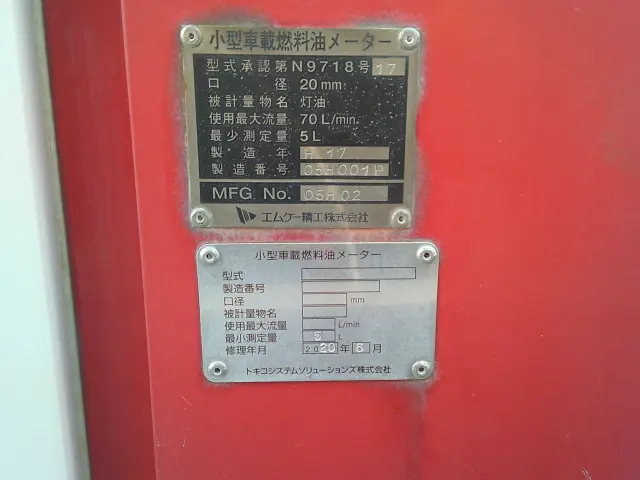 小型車載燃料油メーター
型式承認第N9718号17
口径 20mm
被計量物名 灯油
使用最大流量 70L/min.
最少測定量 5L
製造年 H 17
製造番号 05H001P
MFG No. 05H02
エムケー精工株式会社
小型車載燃料油メーター
型式
製造番号
口径 mm
被計量物名
使用最大流量 L/min
最小測定量 5 L
修理年月 2020年6月
トキコシステムソリューションズ株式会社